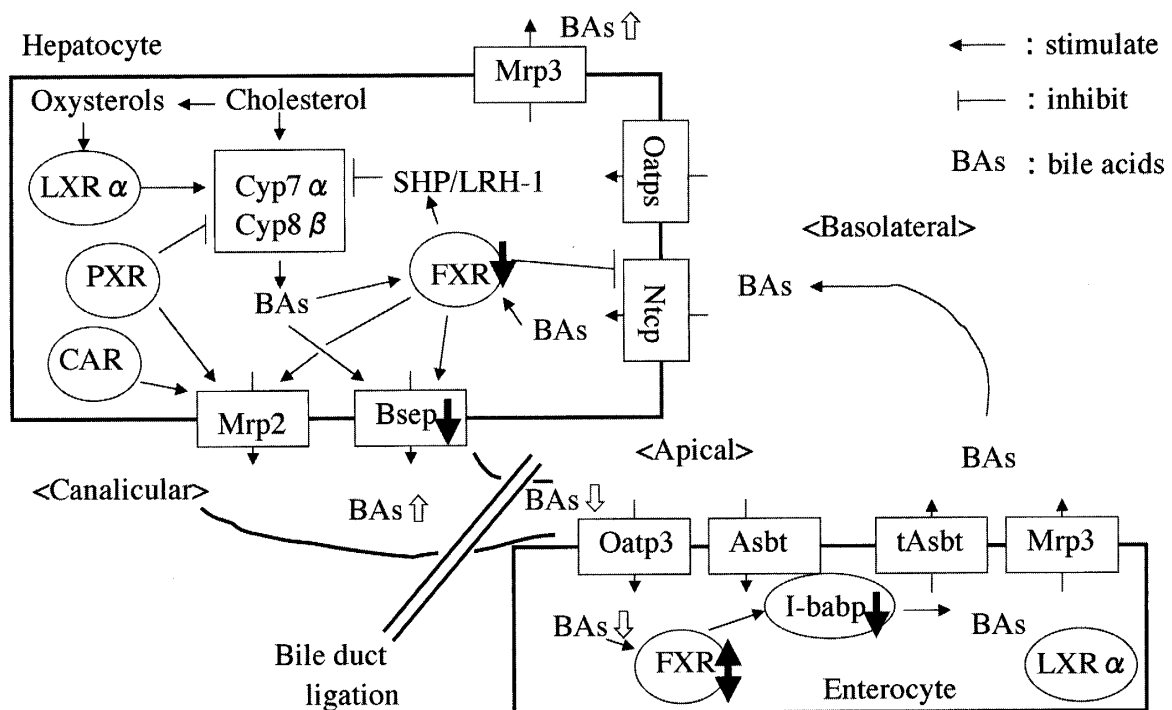 Hepatocyte
BAs ⇧
Mrp3
← : stimulate
⊢ : inhibit
BAs : bile acids
Oxysterols
Cholesterol
LXR α
Cyp7 α
Cyp8 β
SHP/LRH-1
Oatps
<Basolateral>
PXR
FXR
Ntcp
BAs
BAs
BAs
CAR
Mrp2
Bsep
<Apical>
BAs
<Canalicular>
BAs ⇧
BAs ⇩
Oatp3
Asbt
tAsbt
Mrp3
I-babp
BAs ⇩
BAs
FXR
LXR α
Bile duct
ligation
Enterocyte